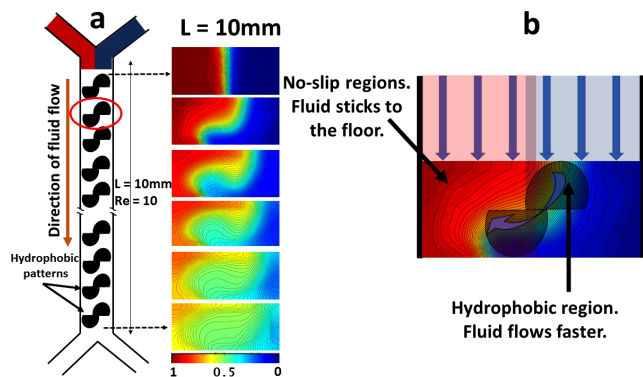 a
L = 10mm
b
Direction of fluid flow
L = 10mm
Re = 10
Hydrophobic
patterns
1
0.5
0
No-slip regions.
Fluid sticks to
the floor.
Hydrophobic region.
Fluid flows faster.